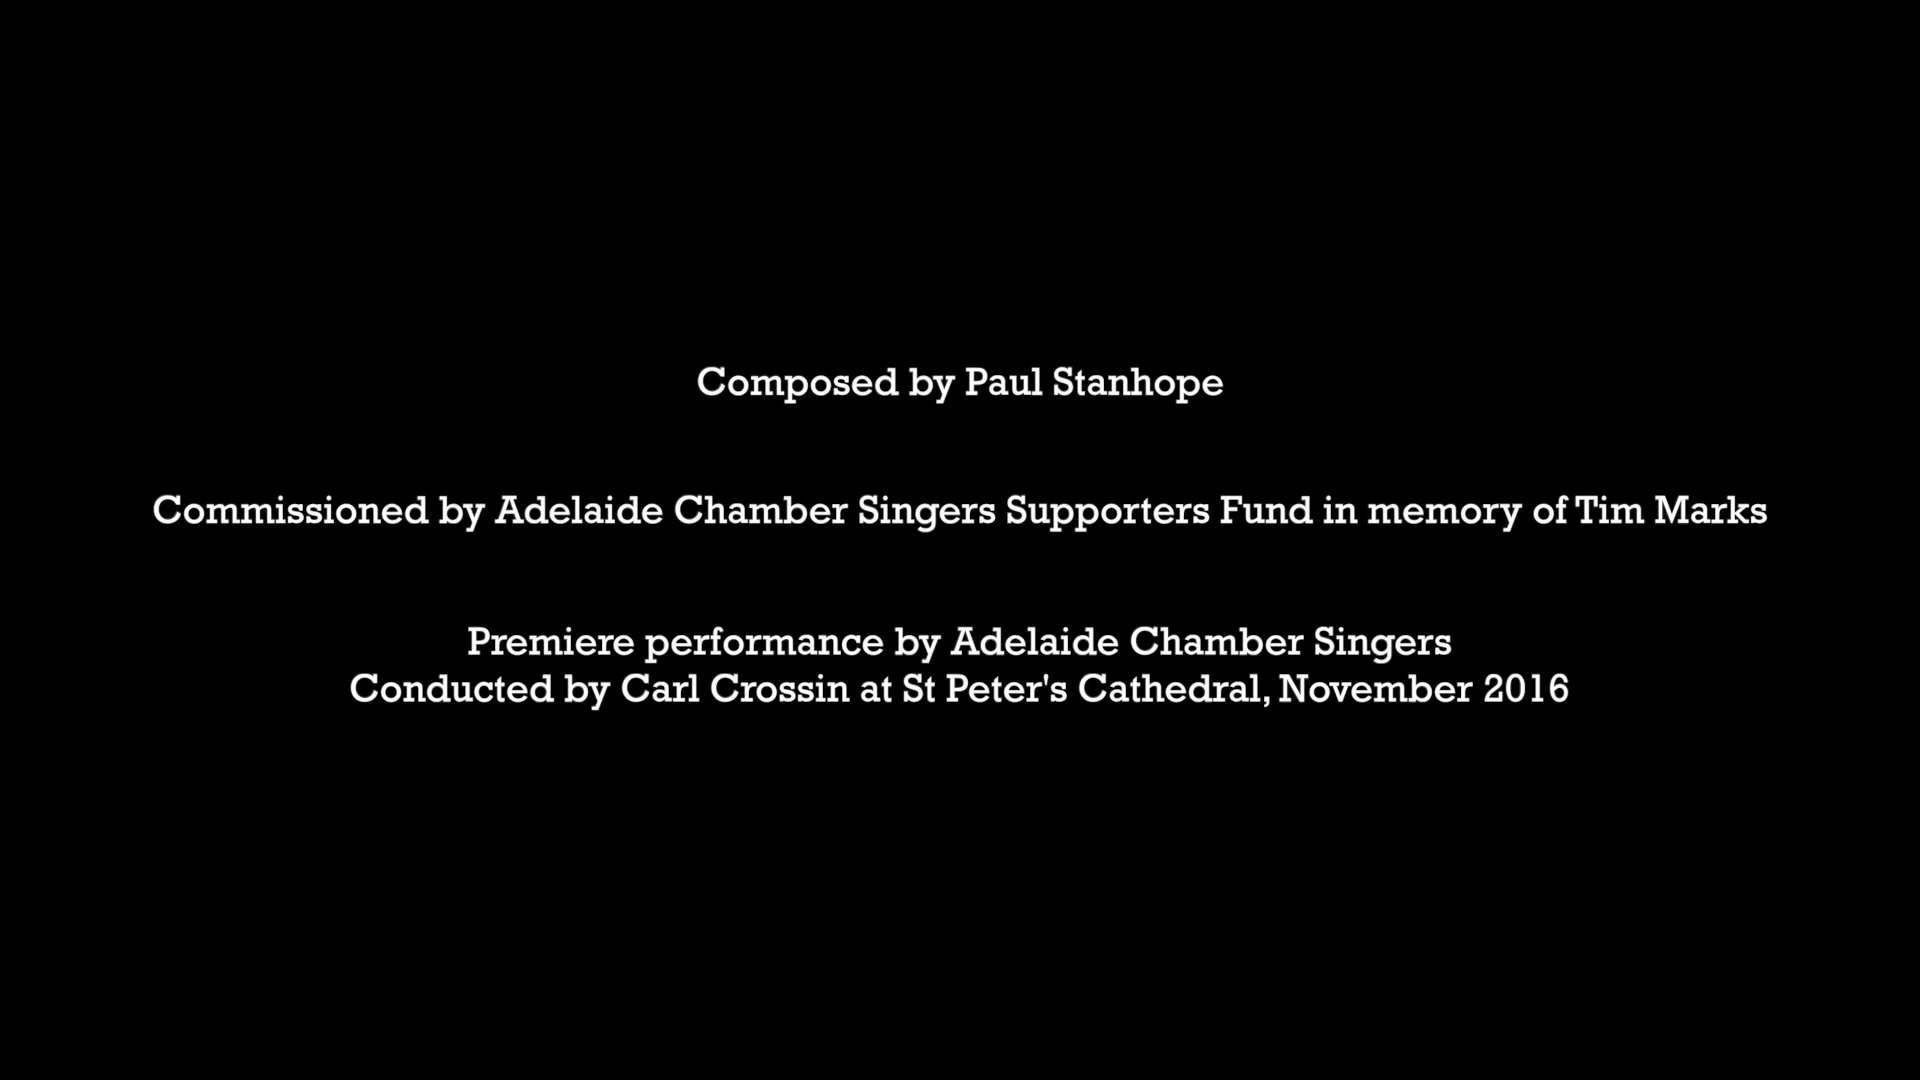 Composed by Paul Stanhope
Commissioned by Adelaide Chamber Singers Supporters Fund in memory of Tim Marks
Premiere performance by Adelaide Chamber Singers
Conducted by Carl Crossin at St Peter's Cathedral, November 2016